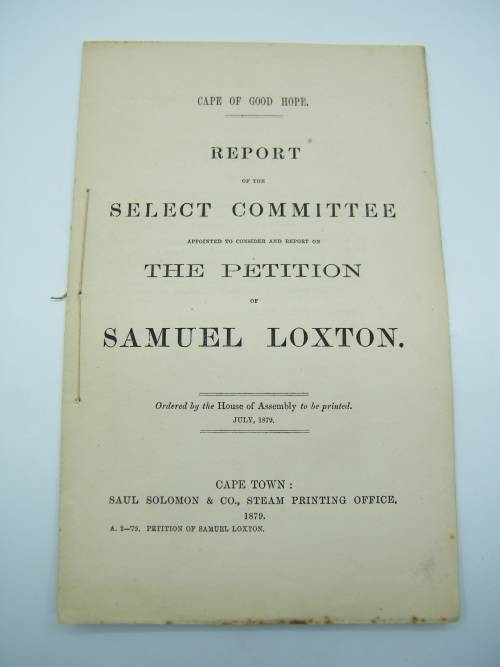 CAPE OF GOOD HOPE.
REPORT
OF THE
SELECT COMMITTEE
APPOINTED TO CONSIDER AND REPORT ON
THE PETITION
OF
SAMUEL LOXTON.
Ordered by the House of Assembly to be printed.
JULY, 1879.
CAPE TOWN:
SAUL SOLOMON & CO., STEAM PRINTING OFFICE.
1879.
A. 2—79. PETITION OF SAMUEL LOXTON.